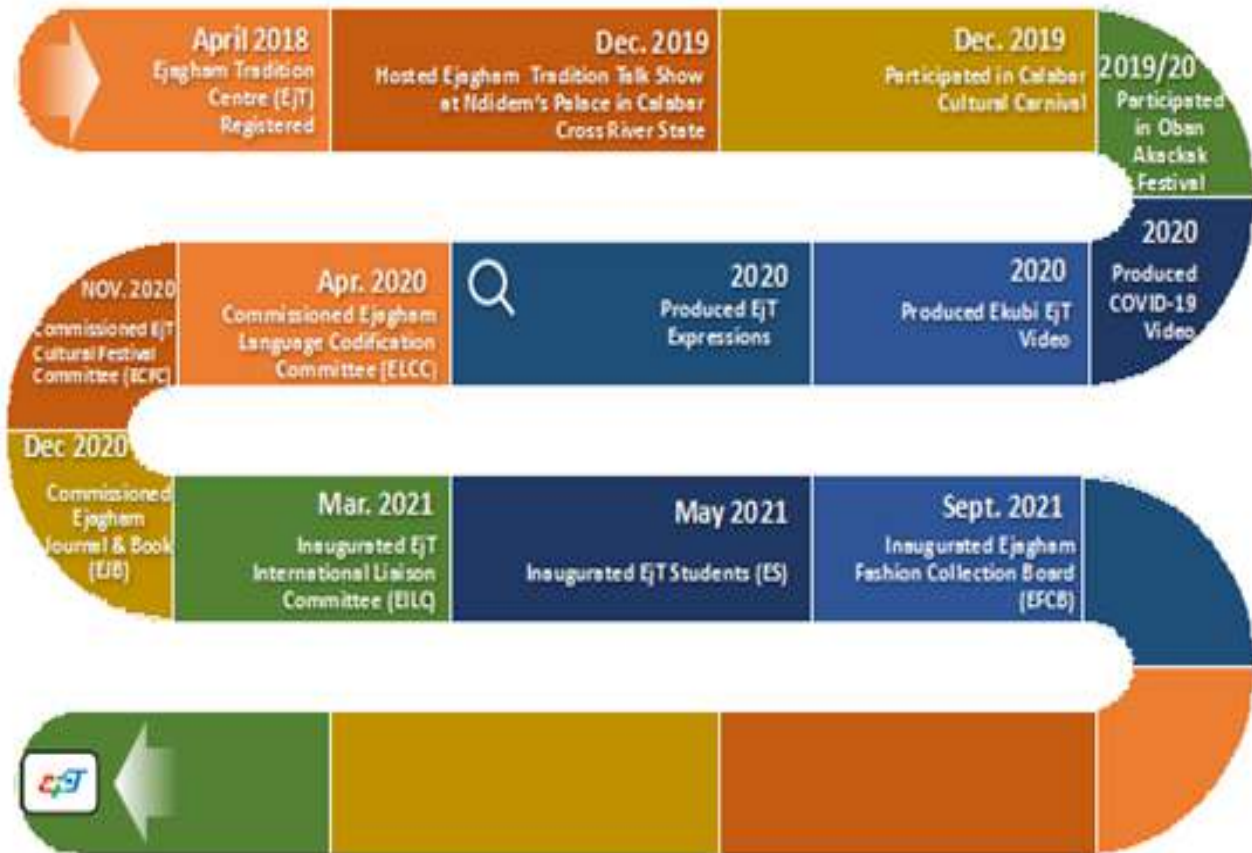 April 2018
Ejagham Tradition
Centre (EjT)
Registered
Dec. 2019
Hosted Ejagham Tradition Talk Show
at Ndidem's Palace in Calabar
Cross River State
Dec. 2019
Participated in Calabar
Cultural Carnival
2019/20
Participated
in Oban
Akackak
Festival
2020
Produced
COVID-19
Video
2020
Produced Ekubi EjT
Video
2020
Produced EjT
Expressions
Apr. 2020
Commissioned Ejagham
Language Codification
Committee (ELCC)
NOV. 2020
Commissioned EjT
Cultural Festival
Committee (ECFC)
Dec 2020
Commissioned
Ejagham
Journal & Book
(EJB)
Mar. 2021
Inaugurated EjT
International Liaison
Committee (EILC)
May 2021
Inaugurated EjT Students (ES)
Sept. 2021
Inaugurated Ejagham
Fashion Collection Board
(EFCB)
EjT